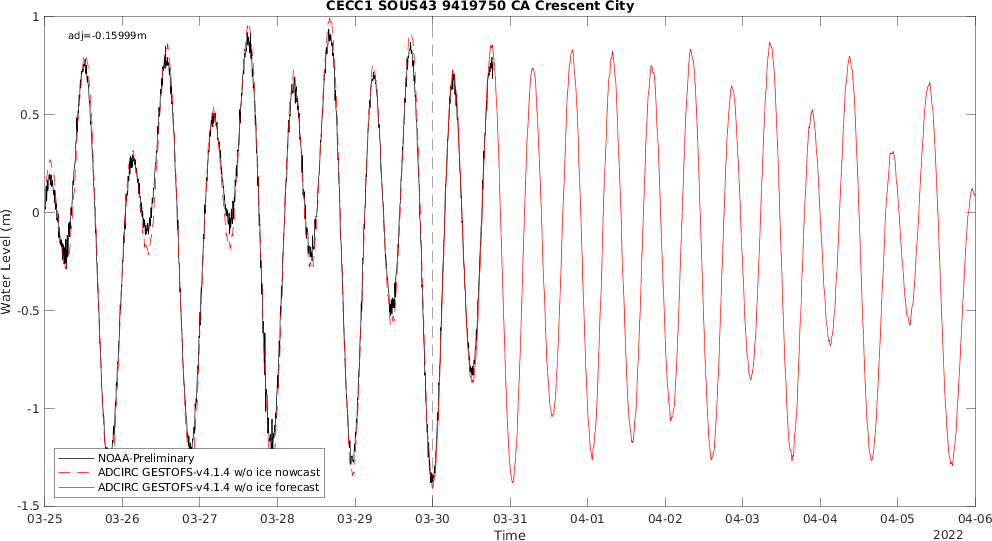 CECC1 SOUS43 9419750 CA Crescent City
adj=-0.15999m
1
0.5
0
-0.5
-1
-1.5
Water Level (m)
NOAA-Preliminary
ADCIRC GESTOFS-v4.1.4 w/o ice nowcast
ADCIRC GESTOFS-v4.1.4 w/o ice forecast
03-25 03-26 03-27 03-28 03-29 03-30 03-31 04-01 04-02 04-03 04-04 04-05 04-06
Time
2022